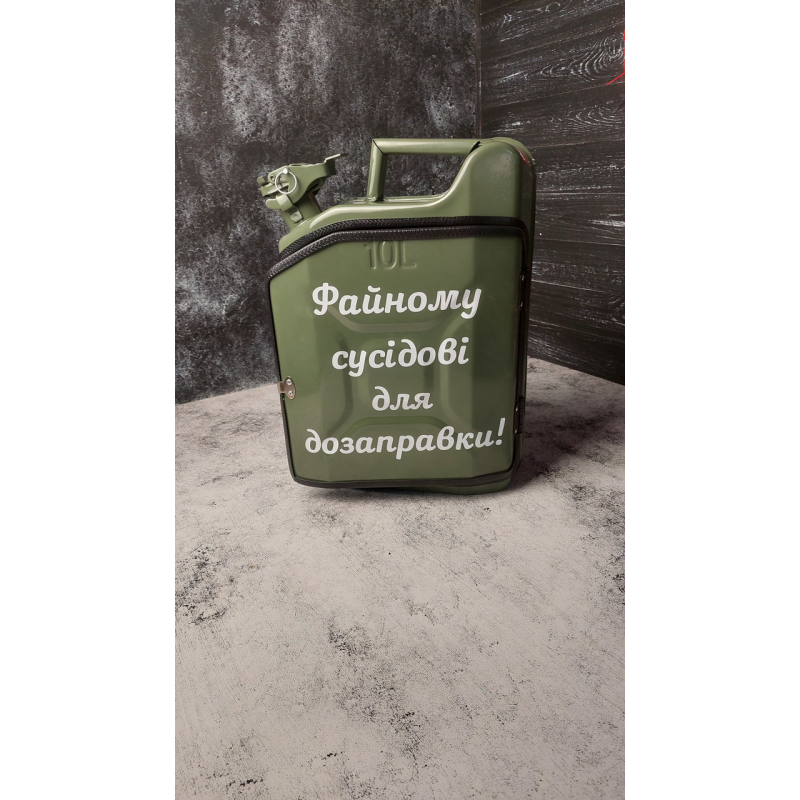 10L
Файному
сусідові
для
дозаправки!